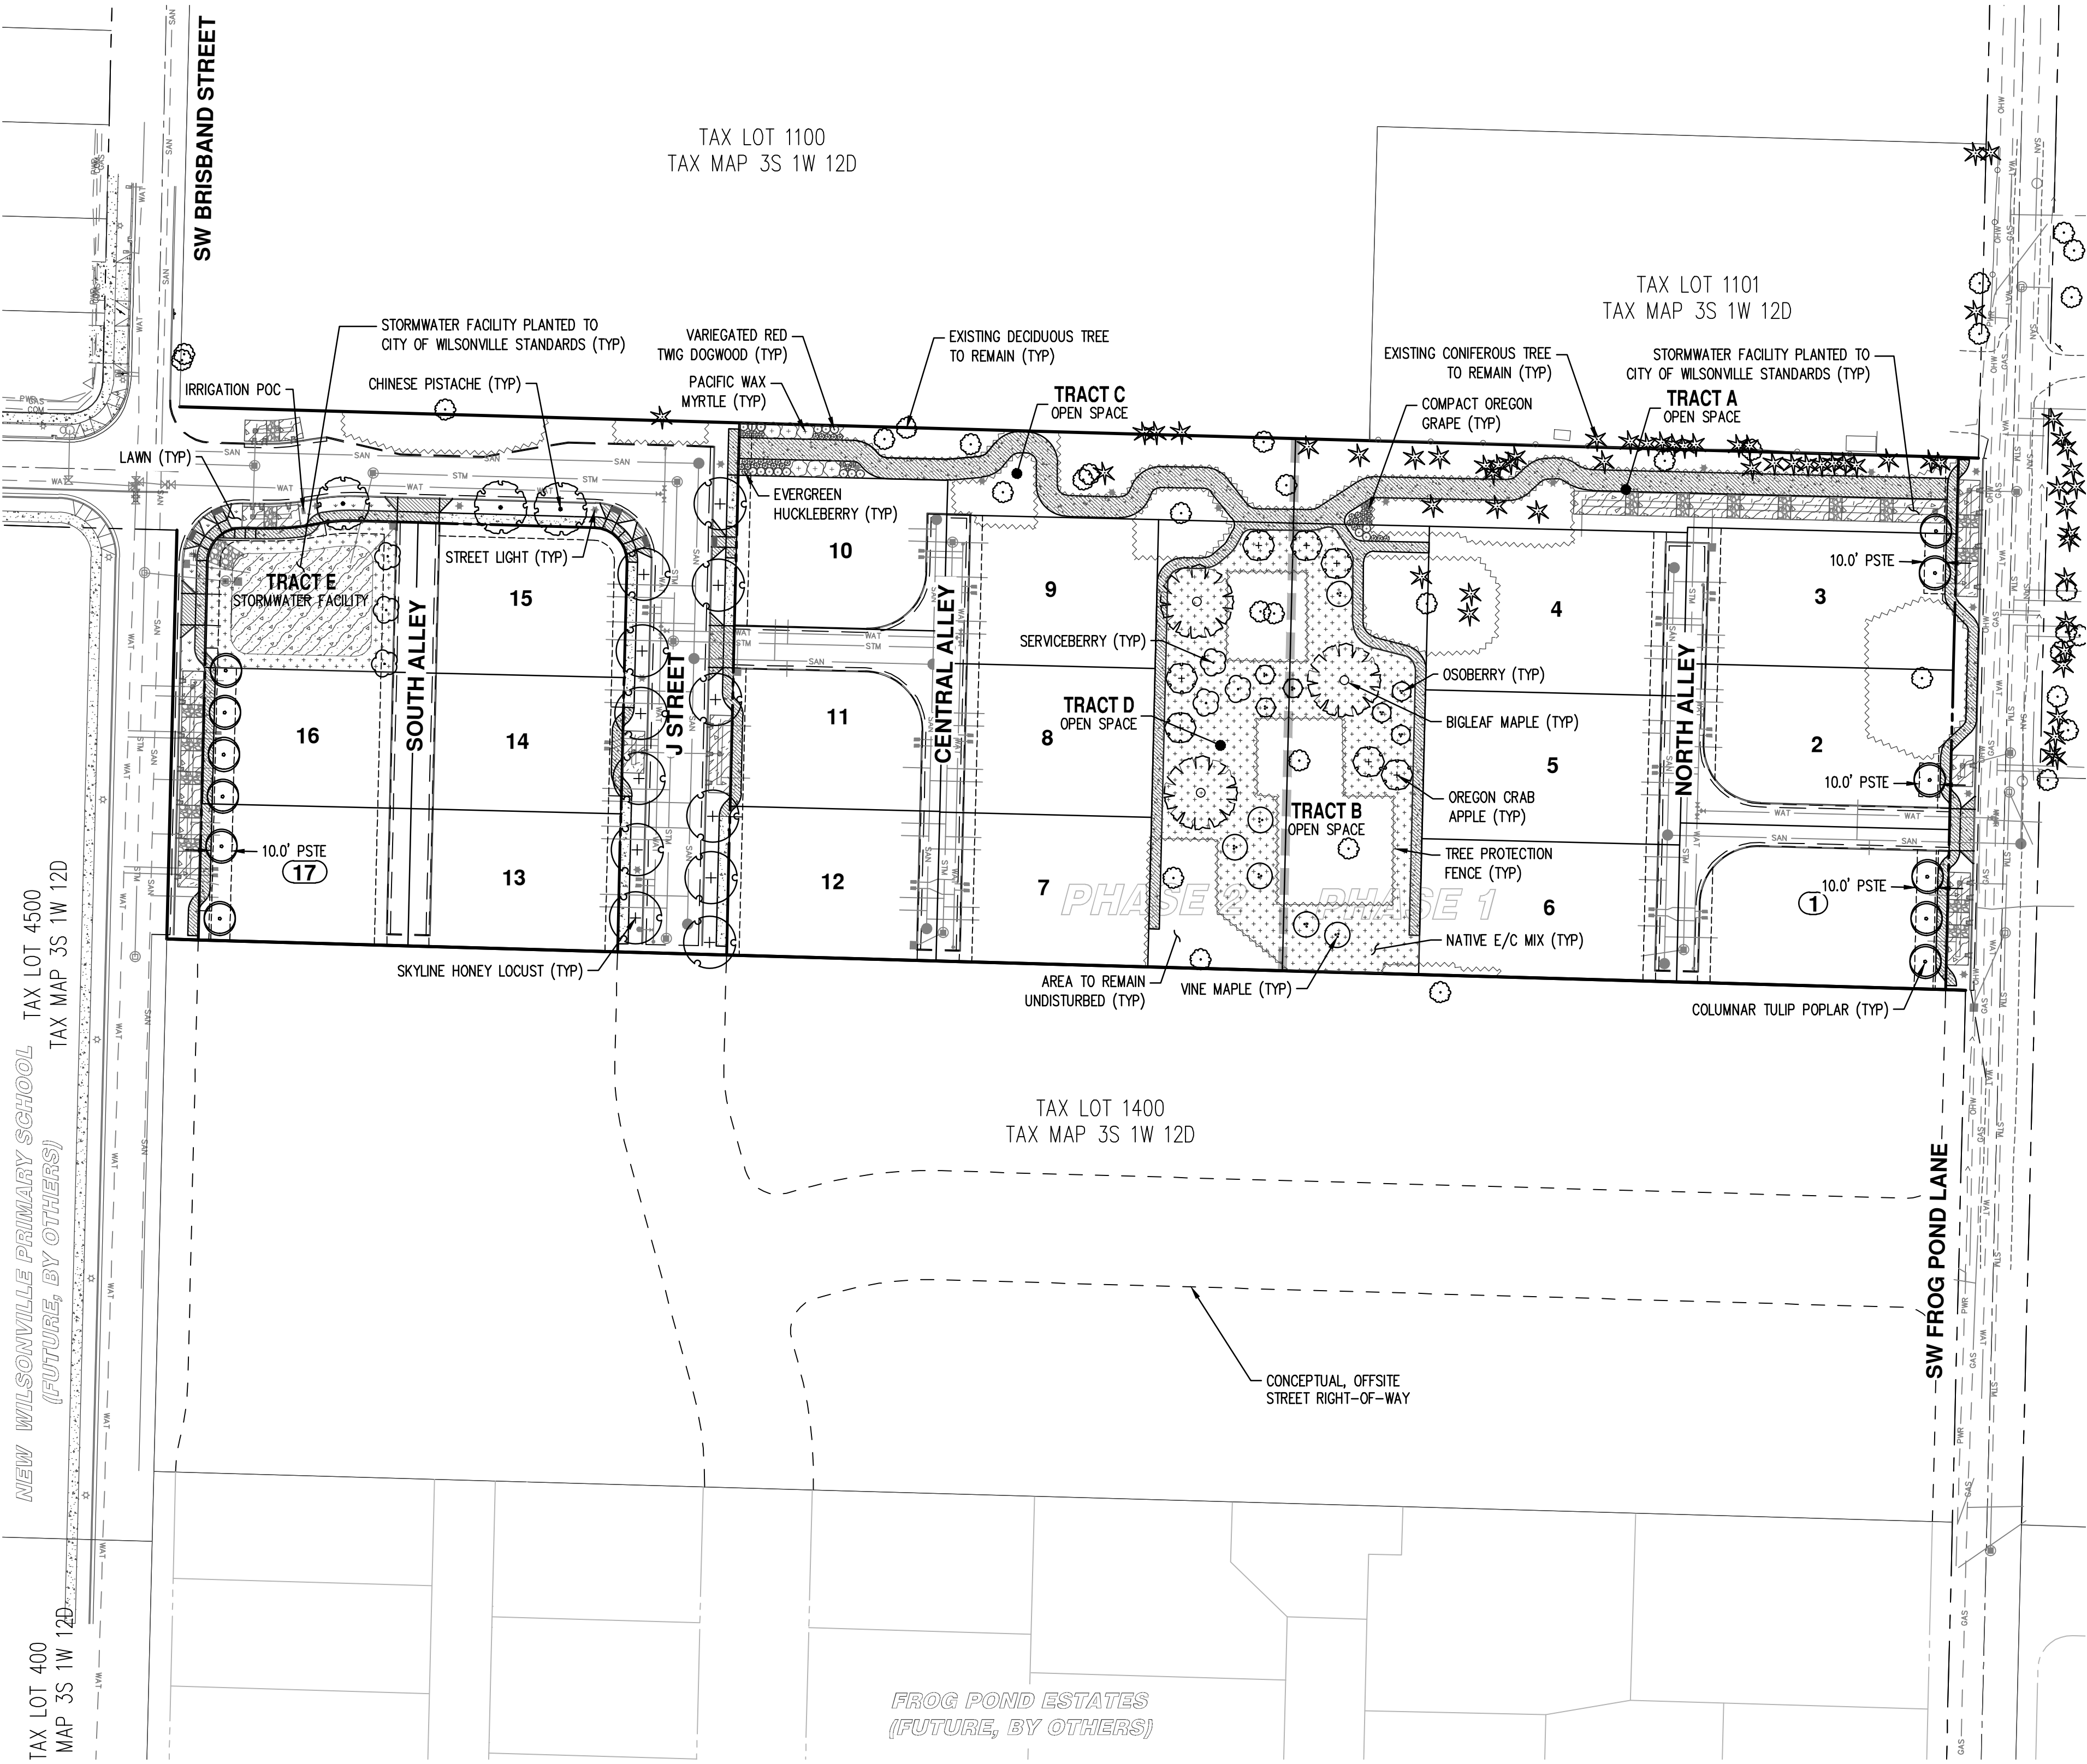 SW BRISBAND STREET
TAX LOT 1100
TAX MAP 3S 1W 12D
TAX LOT 1101
TAX MAP 3S 1W 12D
STORMWATER FACILITY PLANTED TO
CITY OF WILSONVILLE STANDARDS (TYP)
VARIEGATED RED
TWIG DOGWOOD (TYP)
EXISTING DECIDUOUS TREE
TO REMAIN (TYP)
EXISTING CONIFEROUS TREE
TO REMAIN (TYP)
STORMWATER FACILITY PLANTED TO
CITY OF WILSONVILLE STANDARDS (TYP)
IRRIGATION POC
CHINESE PISTACHE (TYP)
PACIFIC WAX
MYRTLE (TYP)
TRACT C
OPEN SPACE
COMPACT OREGON
GRAPE (TYP)
TRACT A
OPEN SPACE
LAWN (TYP)
EVERGREEN
HUCKLEBERRY (TYP)
STREET LIGHT (TYP)
TRACT E
STORMWATER FACILITY
SOUTH ALLEY
15
J STREET
10
CENTRAL ALLEY
9
SERVICEBERRY (TYP)
4
NORTH ALLEY
3
10.0' PSTE
OSOBERRY (TYP)
TRACT D
OPEN SPACE
BIGLEAF MAPLE (TYP)
16
14
11
8
5
2
10.0' PSTE
OREGON CRAB
APPLE (TYP)
TRACT B
OPEN SPACE
TREE PROTECTION
FENCE (TYP)
10.0' PSTE
17
13
12
7
PHASE 2
PHASE 1
6
10.0' PSTE
1
NATIVE E/C MIX (TYP)
SKYLINE HONEY LOCUST (TYP)
AREA TO REMAIN
UNDISTURBED (TYP)
VINE MAPLE (TYP)
COLUMNAR TULIP POPLAR (TYP)
TAX LOT 4500
TAX MAP 3S 1W 12D
NEW WILSONVILLE PRIMARY SCHOOL
(FUTURE, BY OTHERS)
TAX LOT 1400
TAX MAP 3S 1W 12D
SW FROG POND LANE
CONCEPTUAL, OFFSITE
STREET RIGHT-OF-WAY
TAX LOT 400
MAP 3S 1W 12D
FROG POND ESTATES
(FUTURE, BY OTHERS)